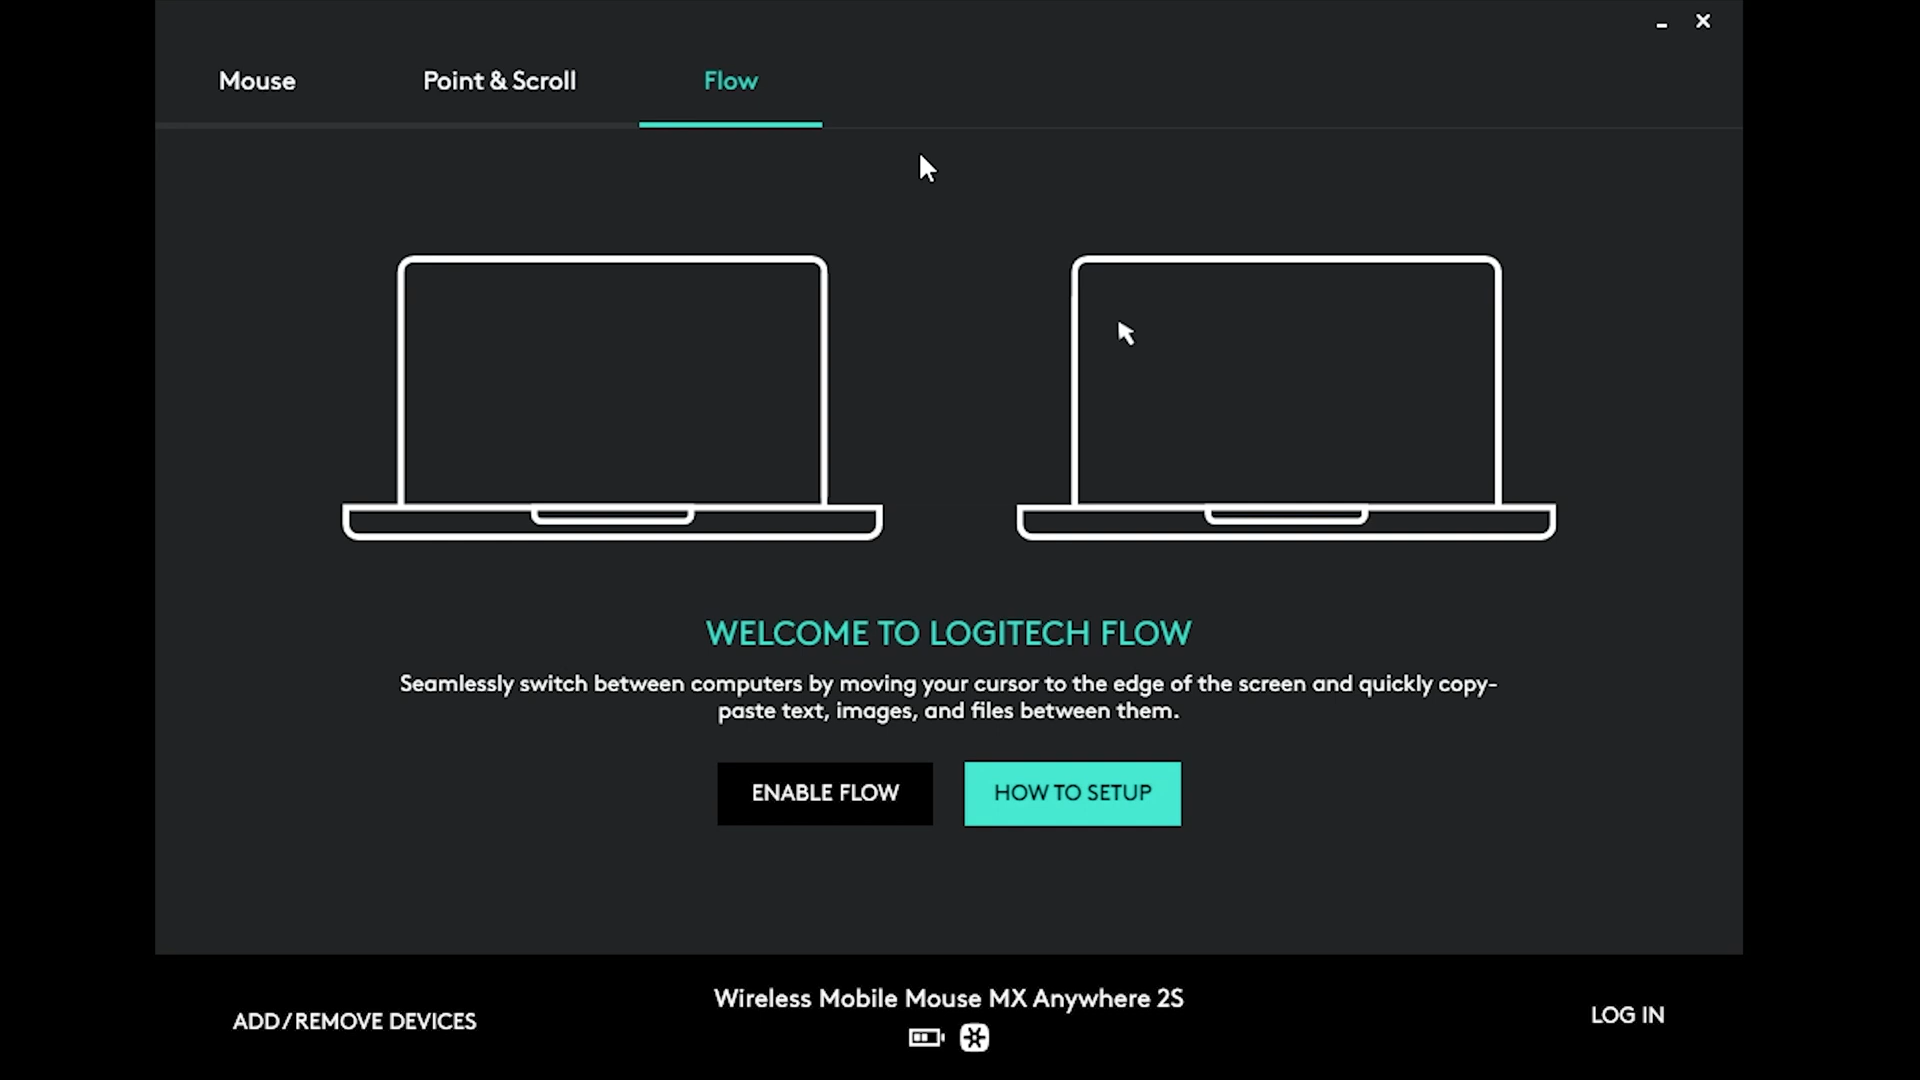 Mouse
Point & Scroll
Flow
WELCOME TO LOGITECH FLOW
Seamlessly switch between computers by moving your cursor to the edge of the screen and quickly copy-
paste text, images, and files between them.
ENABLE FLOW
HOW TO SETUP
ADD/REMOVE DEVICES
Wireless Mobile Mouse MX Anywhere 2S
LOG IN